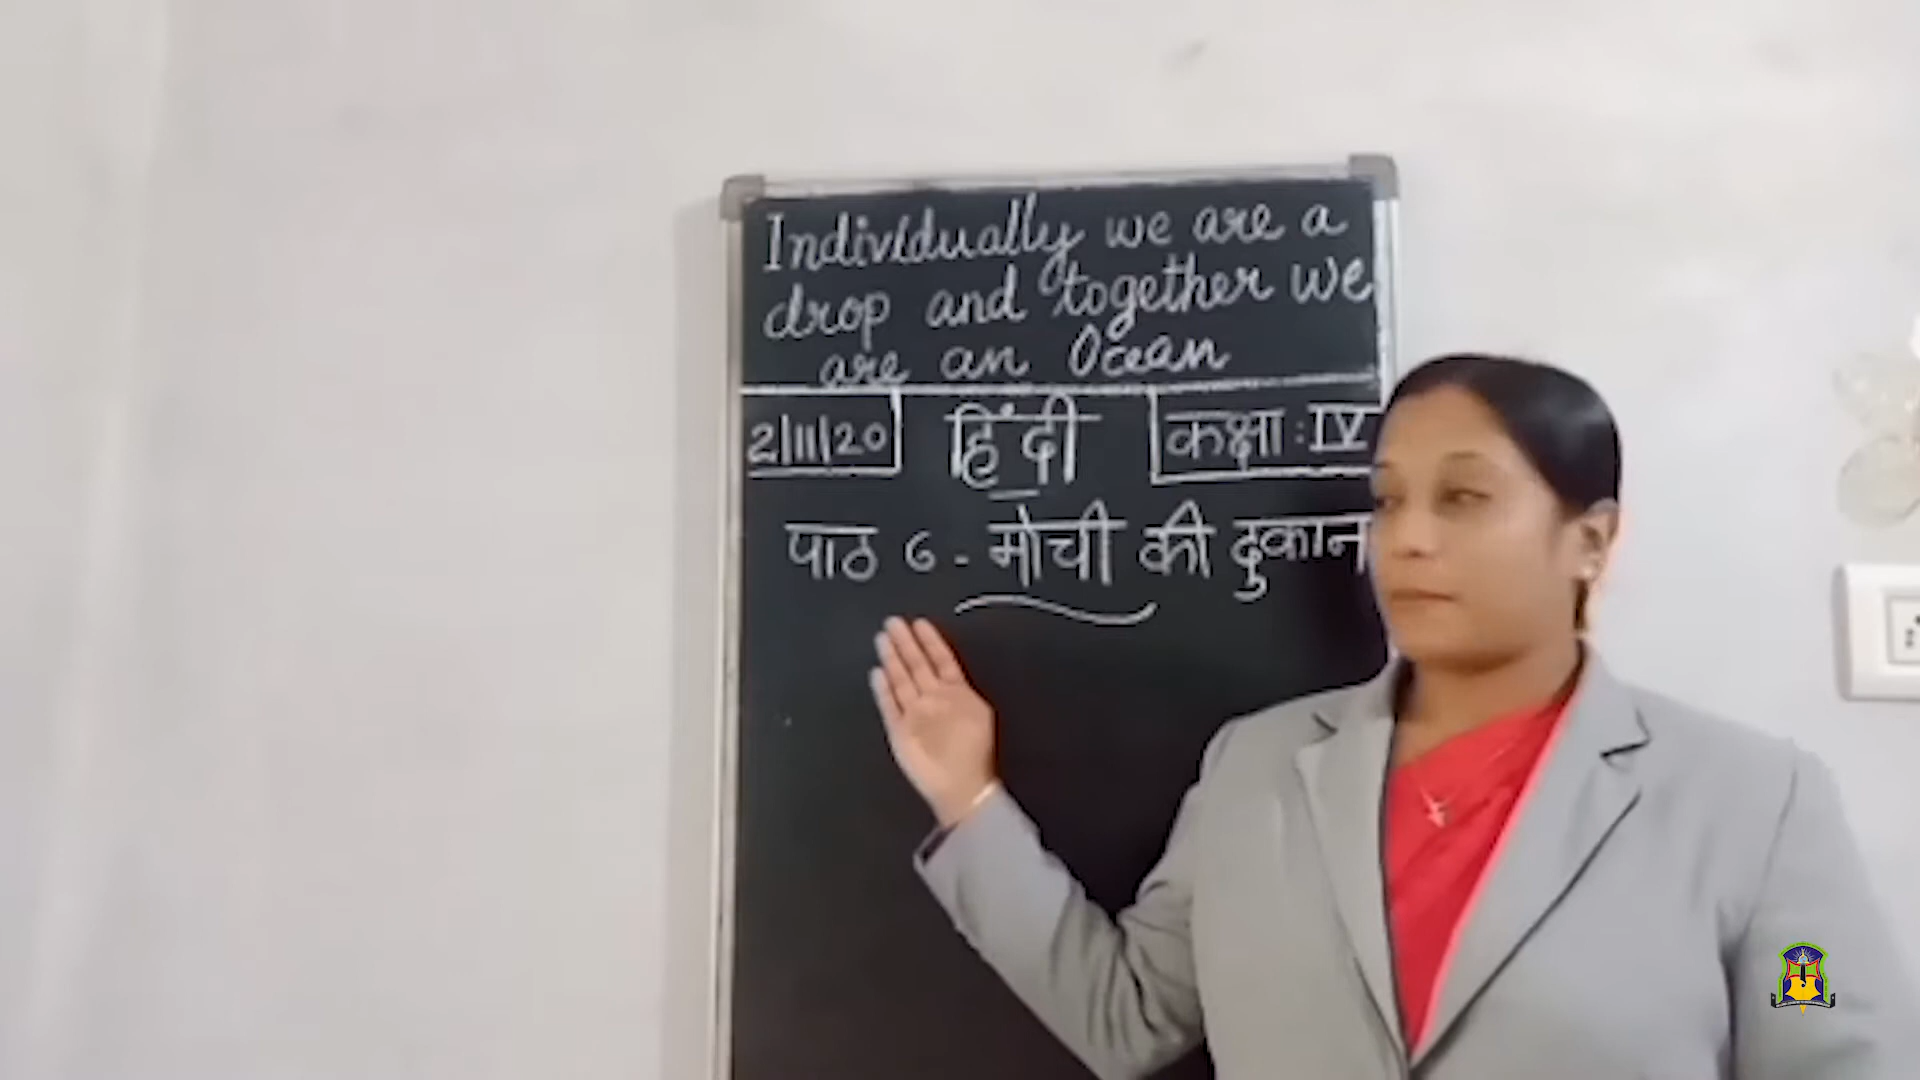 Individually we are a
drop and together we
are an Ocean
2/11/20 हिंदी कक्षा : IV
पाठ 6 - मोची की दुकान